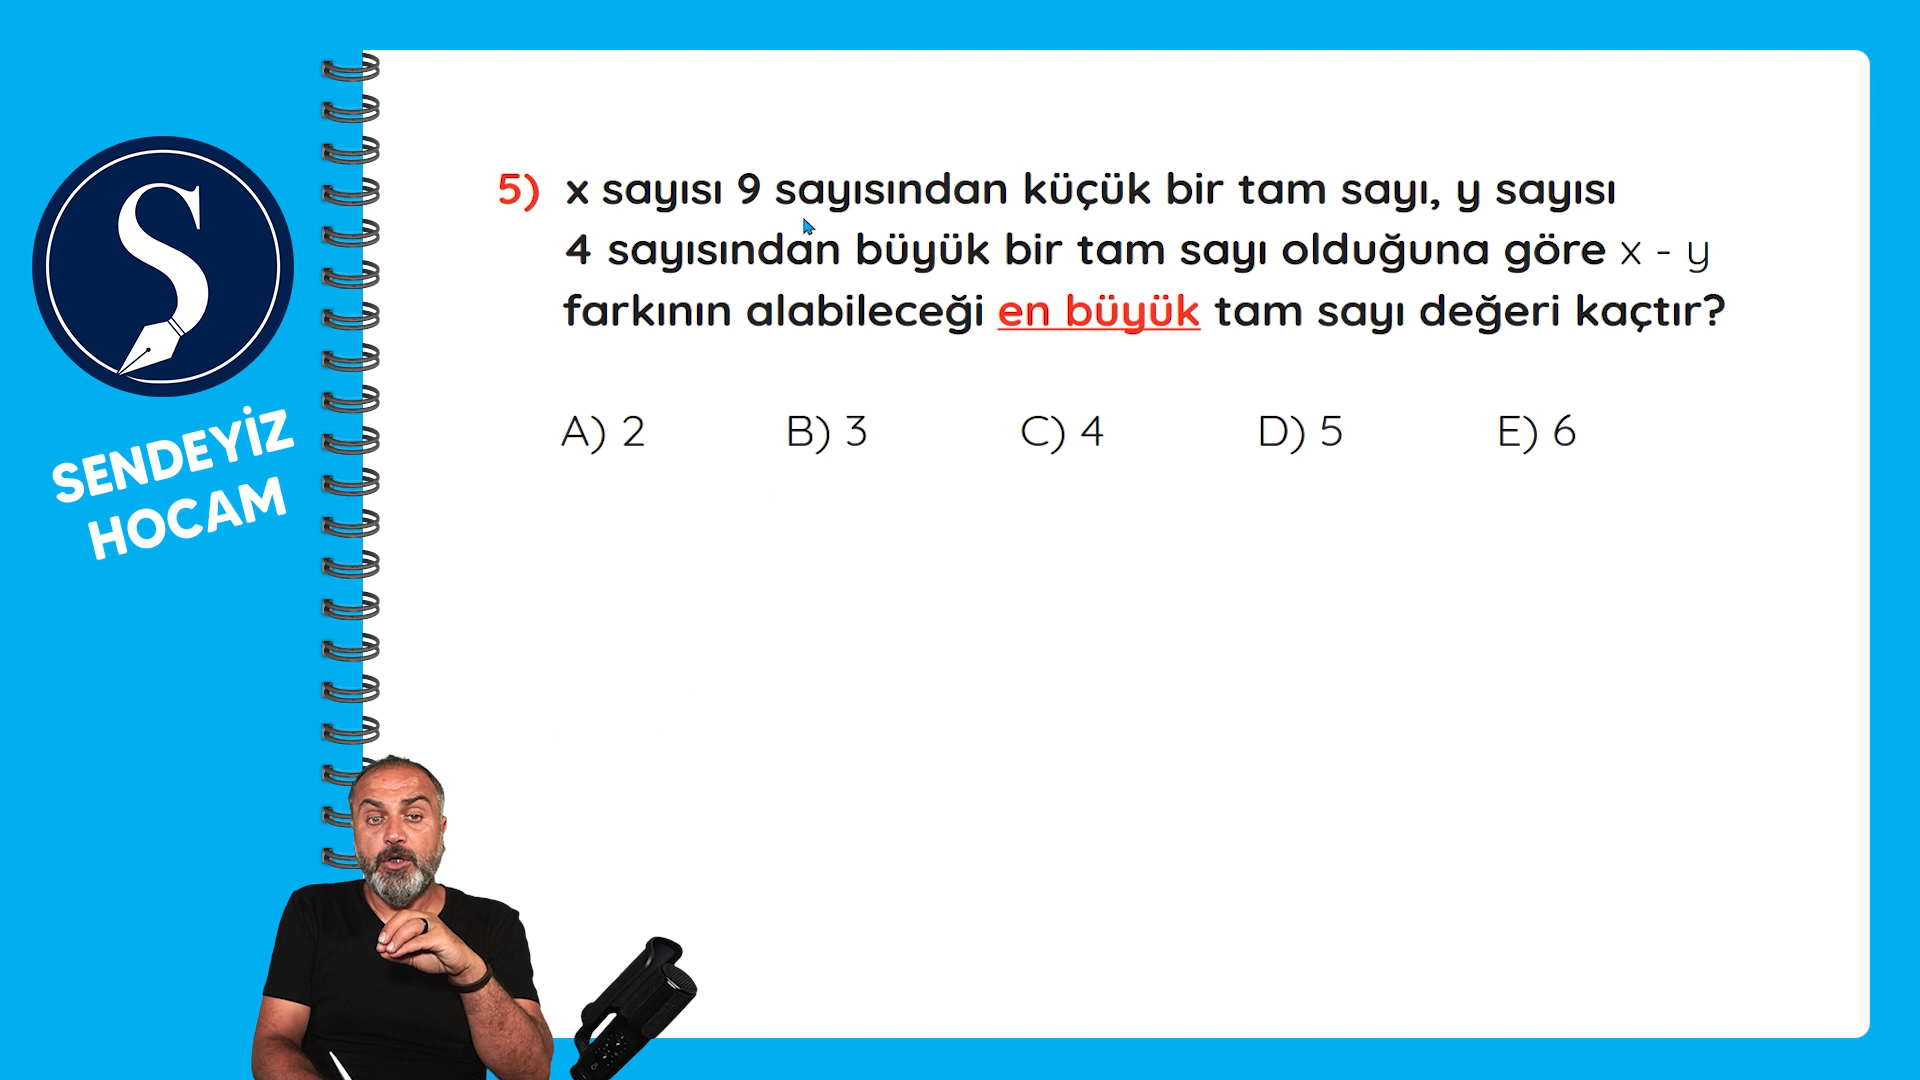 SENDEYİZ
HOCAM
5) x sayısı 9 sayısından küçük bir tam sayı, y sayısı
4 sayısından büyük bir tam sayı olduğuna göre x - y
farkının alabileceği en büyük tam sayı değeri kaçtır?
A) 2 B) 3 C) 4 D) 5 E) 6